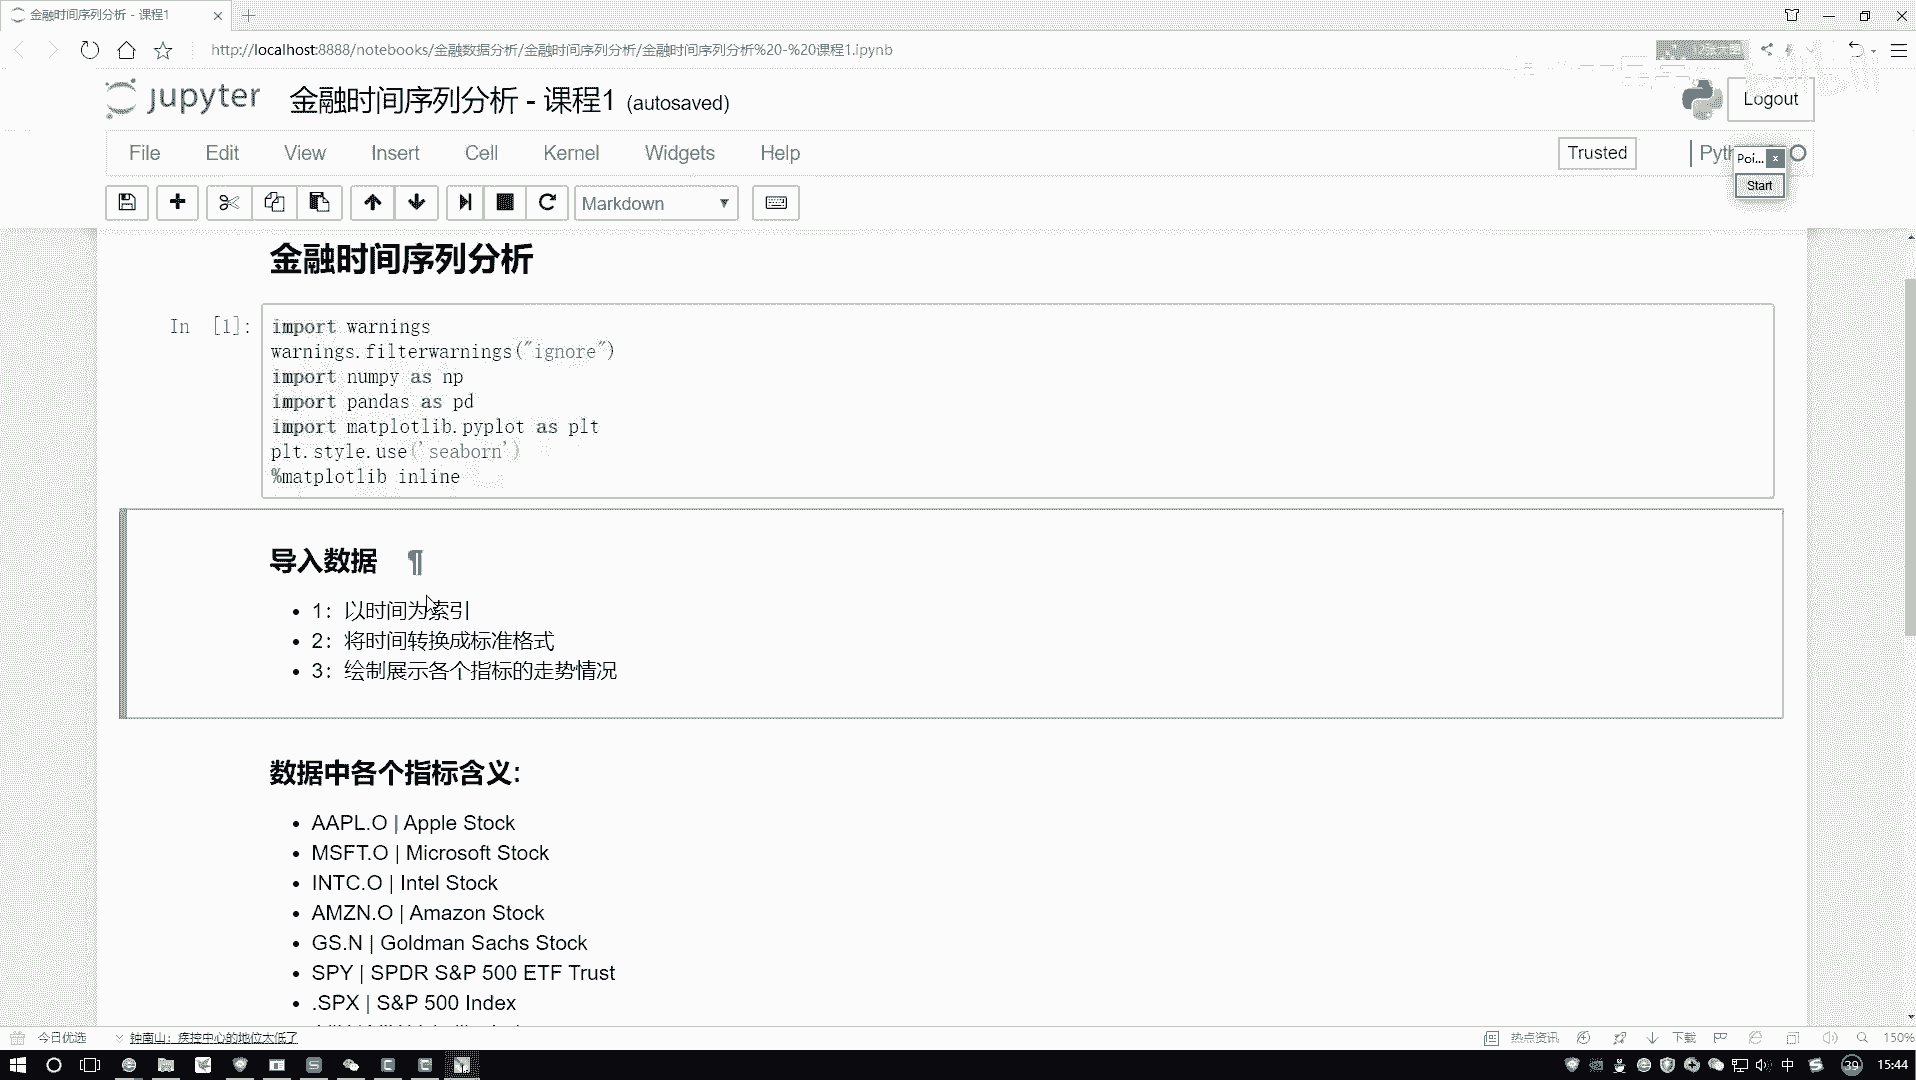 金融时间序列分析 - 课程1
http://localhost:8888/notebooks/金融数据分析/金融时间序列分析/金融时间序列分析%20-%20课程1.ipynb
jupyter 金融时间序列分析 - 课程1 (autosaved)
Logout
File Edit View Insert Cell Kernel Widgets Help
Trusted
Poi...
Start
Markdown
金融时间序列分析
In [1]:
import warnings
warnings.filterwarnings("ignore")
import numpy as np
import pandas as pd
import matplotlib.pyplot as plt
plt.style.use('seaborn')
%matplotlib inline
导入数据 ¶
1：以时间为索引
2：将时间转换成标准格式
3：绘制展示各个指标的走势情况
数据中各个指标含义:
AAPL.O | Apple Stock
MSFT.O | Microsoft Stock
INTC.O | Intel Stock
AMZN.O | Amazon Stock
GS.N | Goldman Sachs Stock
SPY | SPDR S&P 500 ETF Trust
.SPX | S&P 500 Index
今日优选
钟南山：疾控中心的地位太低了
热点资讯
下载
150%
中
39
15:44